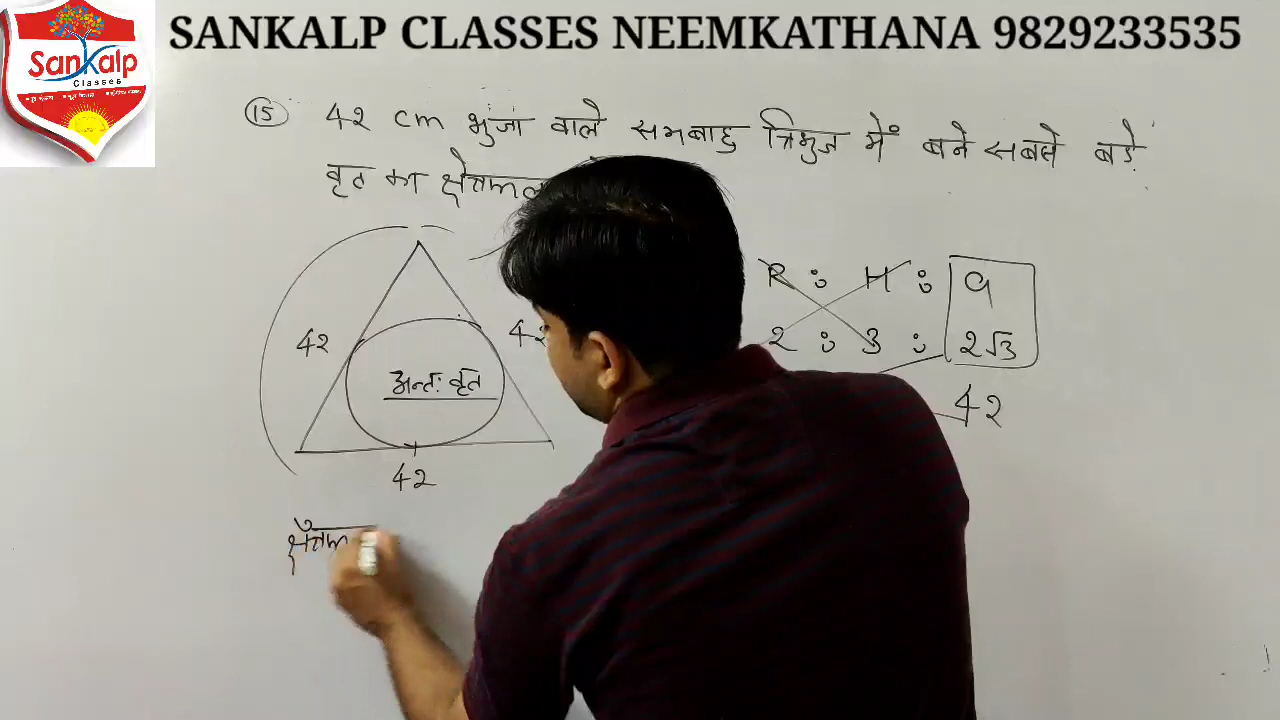 SANKALP CLASSES NEEMKATHANA 9829233535
SanKalp
Classes
15 42 cm भुजा वाले समबाहु त्रिभुज में बने सबसे बड़े
वृत का
42
42
अन्तः वृत
42
R : H : a
2 : 3 : 2√3
42